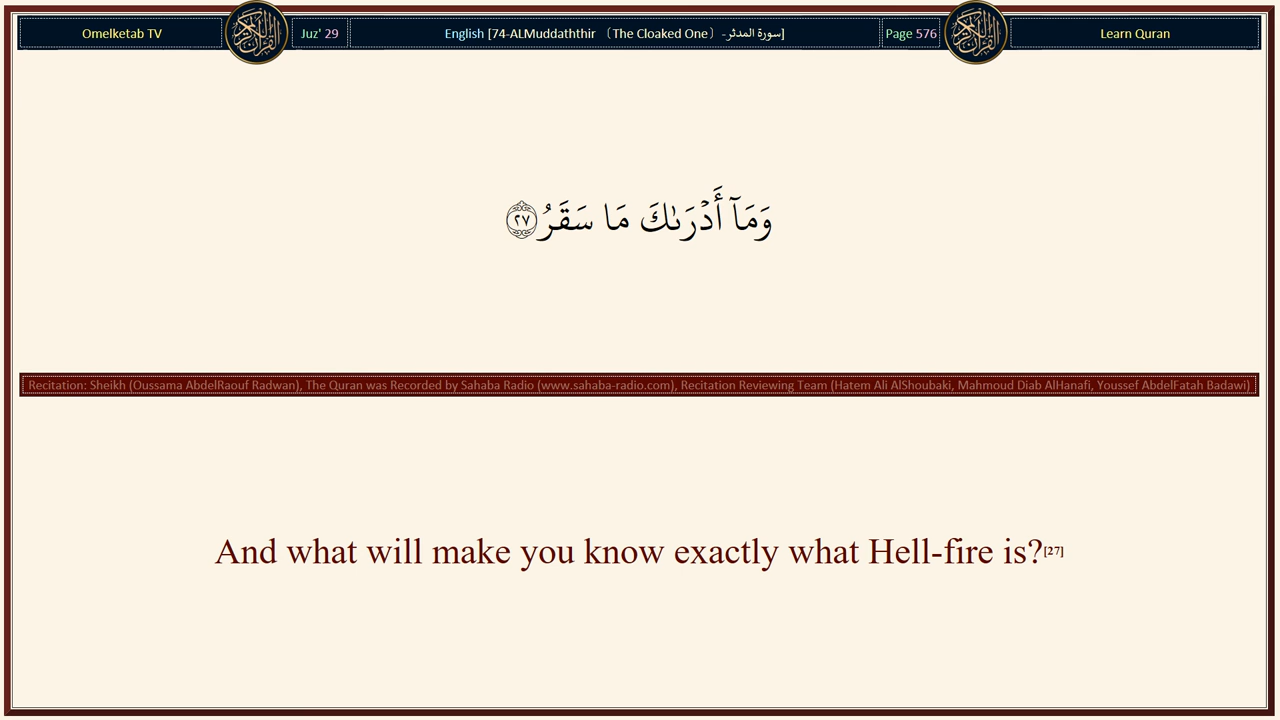 Omelketab TV
Juz' 29
English [74-ALMuddaththir (The Cloaked One) -سورة المدثر]
Page 576
Learn Quran
وَمَآ أَدْرَىٰكَ مَا سَقَرُ ٢٧
Recitation: Sheikh (Oussama AbdelRaouf Radwan), The Quran was Recorded by Sahaba Radio (www.sahaba-radio.com), Recitation Reviewing Team (Hatem Ali AlShoubaki, Mahmoud Diab AlHanafi, Youssef AbdelFatah Badawi)
And what will make you know exactly what Hell-fire is?[27]